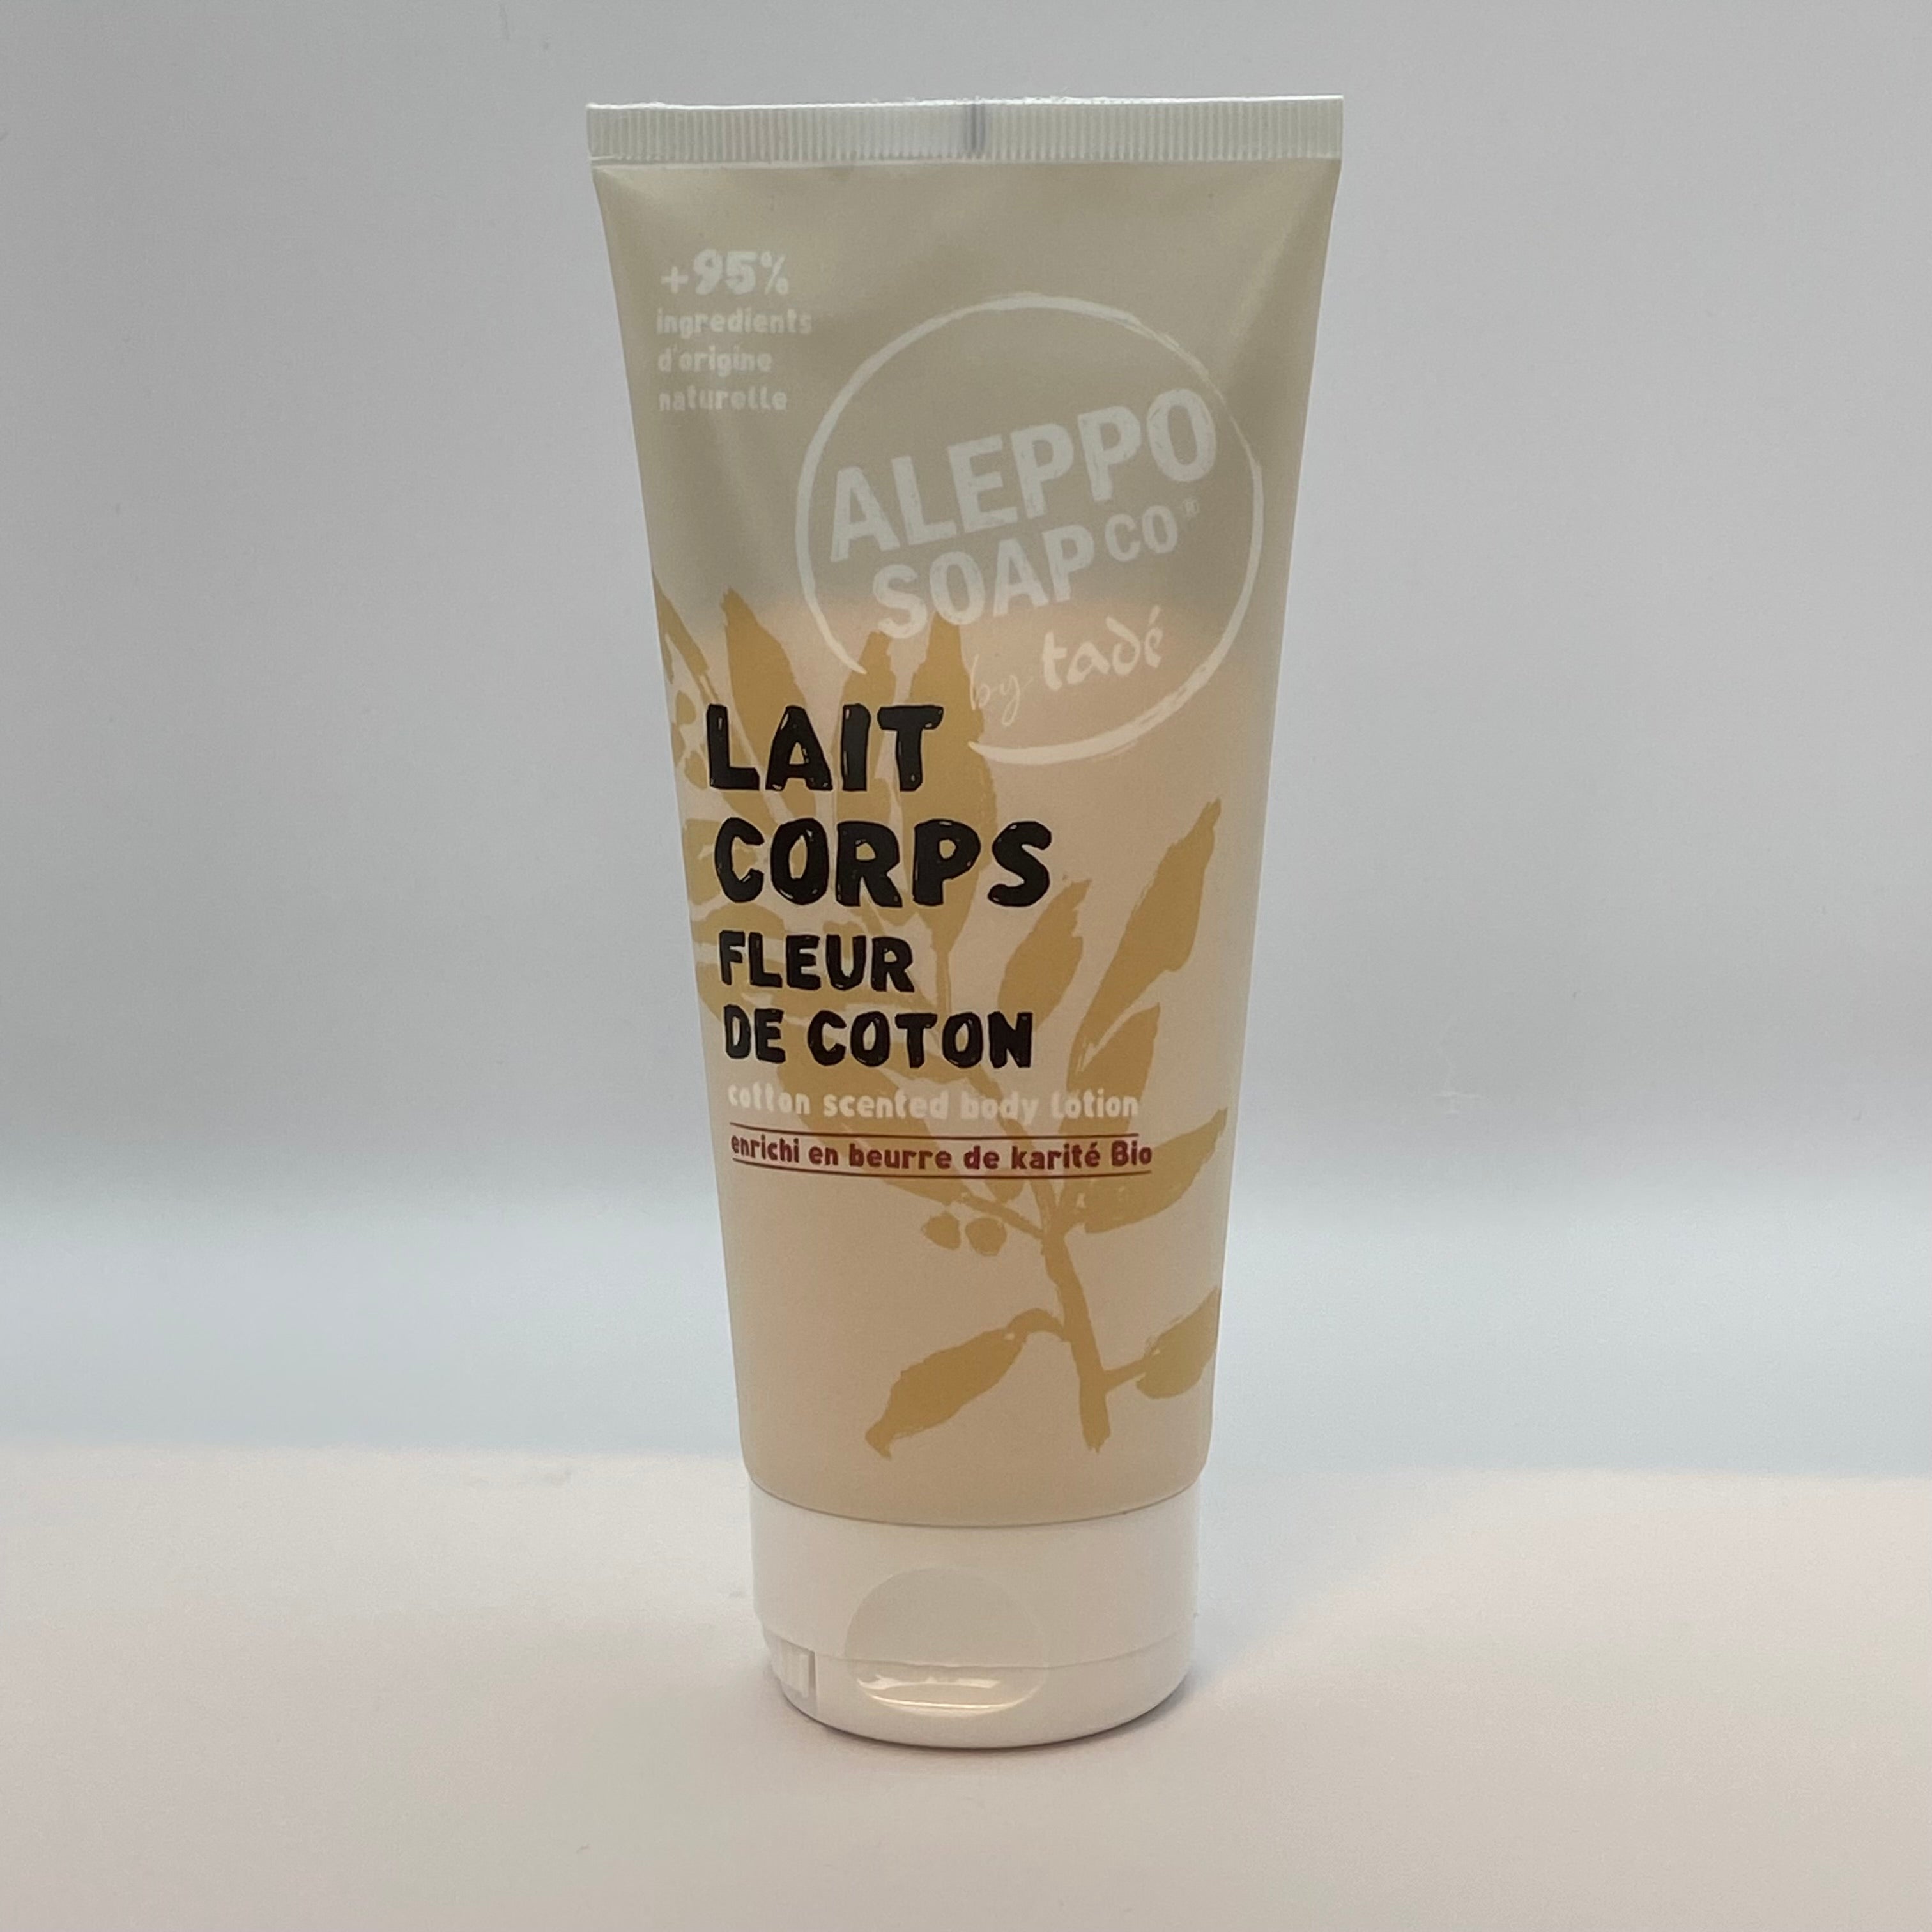 +95%
ingredients
d'origine
naturelle
ALEPPO
SOAP CO®
by tadé
LAIT
CORPS
FLEUR
DE COTON
cotton scented body lotion
enrichi en beurre de karité Bio